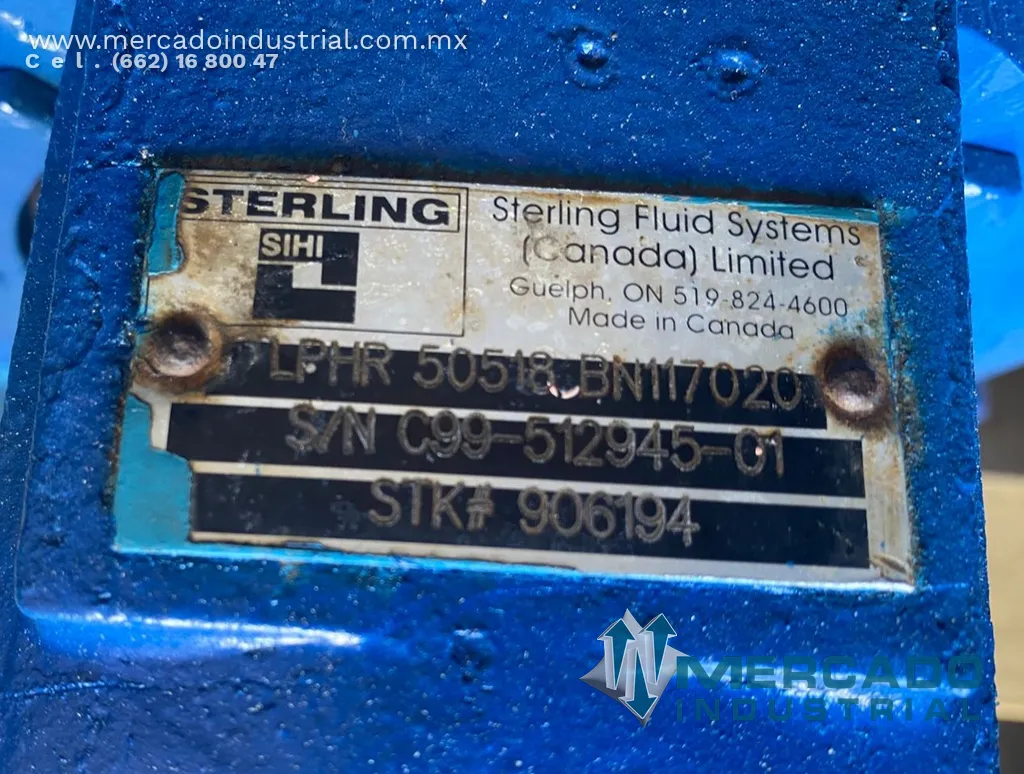 www.mercadoindustrial.com.mx
Cel. (662) 16 800 47
STERLING
SIHI
Sterling Fluid Systems
(Canada) Limited
Guelph, ON 519-824-4600
Made in Canada
LPHR 50518 BN117020
S/N C99-512945-01
STK# 906194
MERCADO
INDUSTRIAL